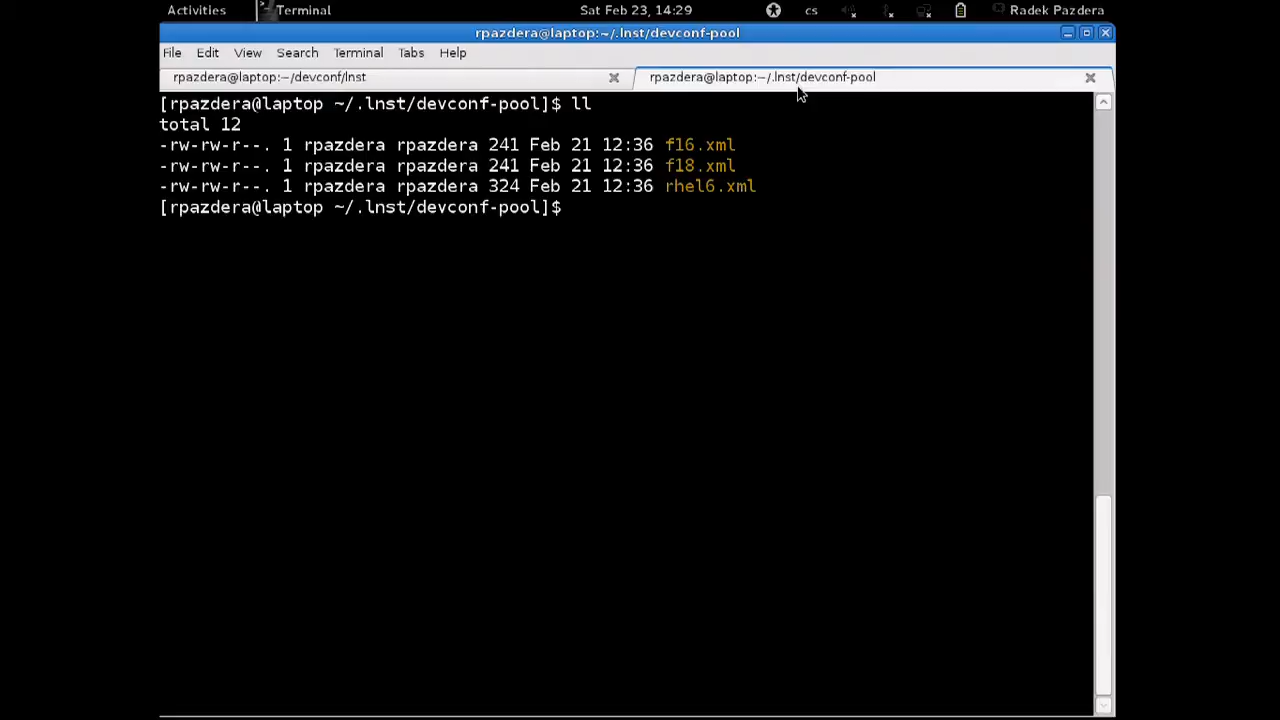 Activities Terminal Sat Feb 23, 14:29 cs Radek Pazdera
rpazdera@laptop:~/.lnst/devconf-pool
File Edit View Search Terminal Tabs Help
rpazdera@laptop:~/devconf/lnst rpazdera@laptop:~/.lnst/devconf-pool
[rpazdera@laptop ~/.lnst/devconf-pool]$ ll
total 12
-rw-rw-r--. 1 rpazdera rpazdera 241 Feb 21 12:36 f16.xml
-rw-rw-r--. 1 rpazdera rpazdera 241 Feb 21 12:36 f18.xml
-rw-rw-r--. 1 rpazdera rpazdera 324 Feb 21 12:36 rhel6.xml
[rpazdera@laptop ~/.lnst/devconf-pool]$